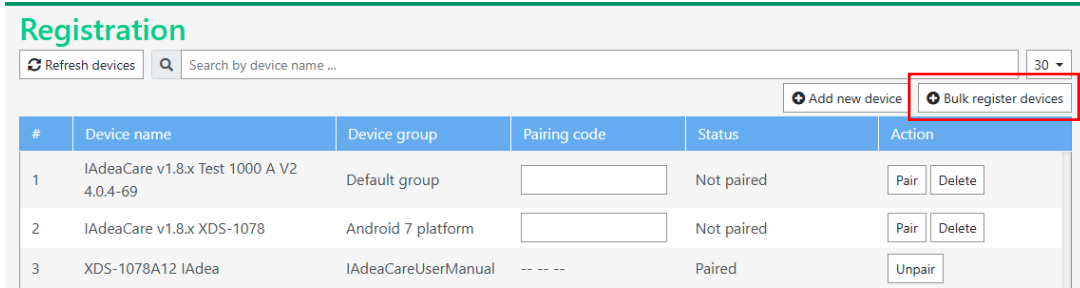 Registration
Refresh devices
Search by device name ...
30
Add new device
Bulk register devices
# Device name Device group Pairing code Status Action
1 IAdeaCare v1.8.x Test 1000 A V2 4.0.4-69 Default group Not paired Pair Delete
2 IAdeaCare v1.8.x XDS-1078 Android 7 platform Not paired Pair Delete
3 XDS-1078A12 IAdea IAdeaCareUserManual -- -- -- Paired Unpair